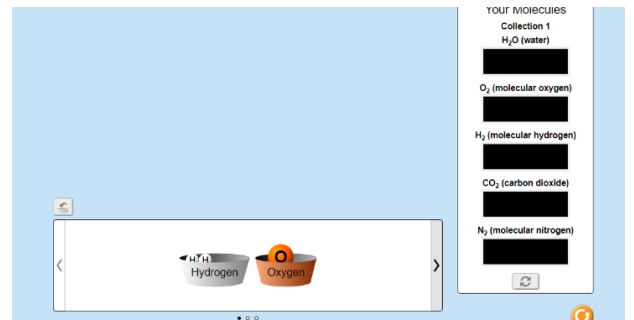 Your Molecules
Collection 1
H₂O (water)
O₂ (molecular oxygen)
H₂ (molecular hydrogen)
CO₂ (carbon dioxide)
N₂ (molecular nitrogen)
H H
O
Hydrogen
Oxygen